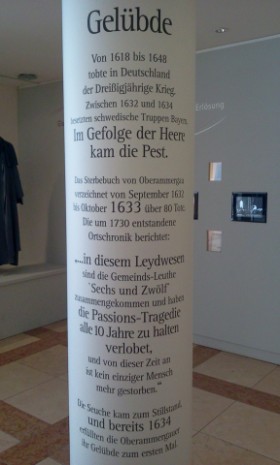 Gelübde
Von 1618 bis 1648
tobte in Deutschland
der Dreißigjährige Krieg.
Zwischen 1632 und 1634
besetzten schwedische Truppen Bayern.
Im Gefolge der Heere
kam die Pest.
Das Sterbebuch von Oberammergau
verzeichnet von September 1632
bis Oktober 1633 über 80 Tote.
Die um 1730 entstandene
Ortschronik berichtet:
„...in diesem Leydwesen
sind die Gemeinds-Leuthe
'Sechs und Zwölf'
zusammengekommen und haben
die Passions-Tragedie
alle 10 Jahre zu halten
verlobet,
und von dieser Zeit an
ist kein einziger Mensch
mehr gestorben."
Die Seuche kam zum Stillstand,
und bereits 1634
erfüllten die Oberammergauer
ihr Gelübde zum ersten Mal.